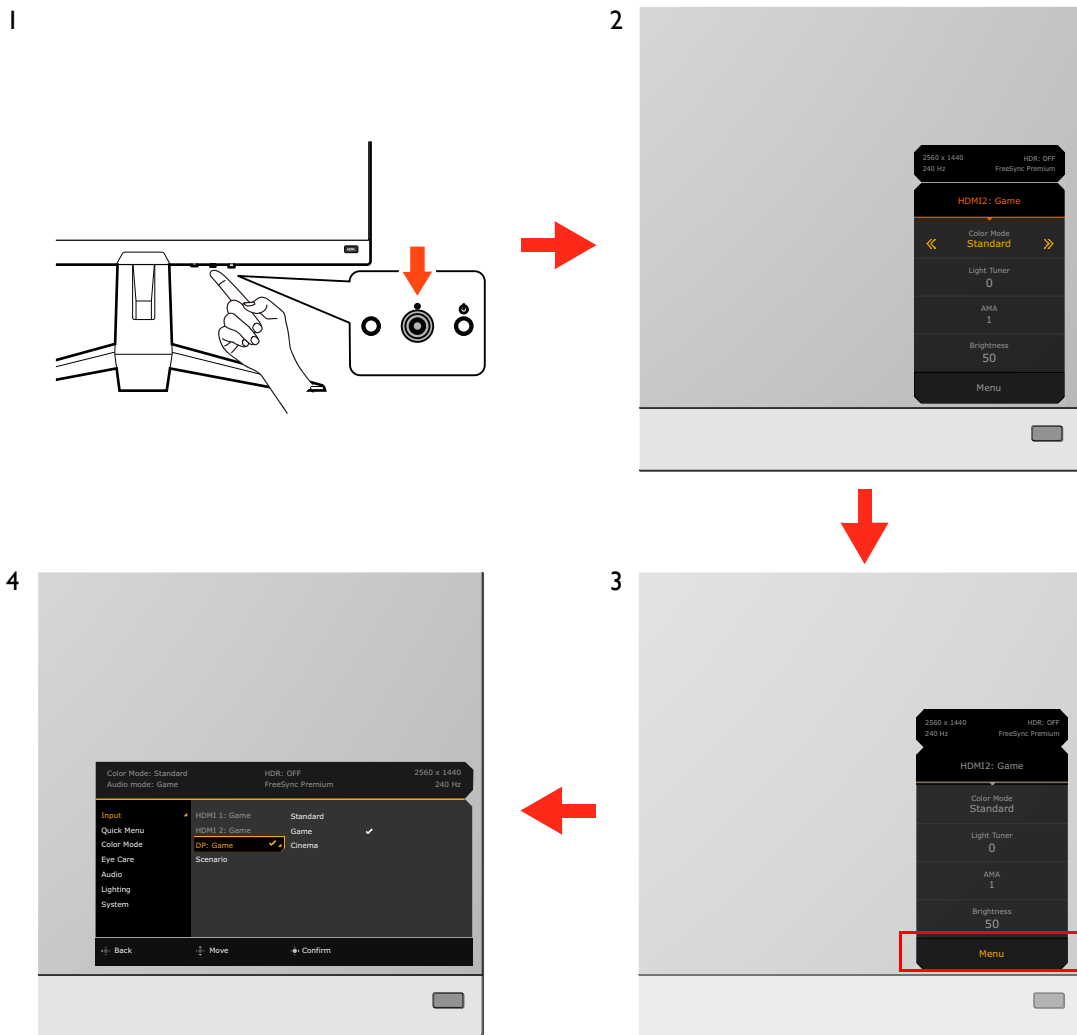 1
2
2560 x 1440 HDR: OFF
240 Hz FreeSync Premium
HDMI2: Game
Color Mode
Standard
Light Tuner
0
AMA
1
Brightness
50
Menu
3
2560 x 1440 HDR: OFF
240 Hz FreeSync Premium
HDMI2: Game
Color Mode
Standard
Light Tuner
0
AMA
1
Brightness
50
Menu
4
Color Mode: Standard HDR: OFF 2560 x 1440
Audio mode: Game FreeSync Premium 240 Hz
Input HDMI 1: Game Standard
Quick Menu HDMI 2: Game Game
Color Mode DP: Game Cinema
Eye Care Scenario
Audio
Lighting
System
Back Move Confirm